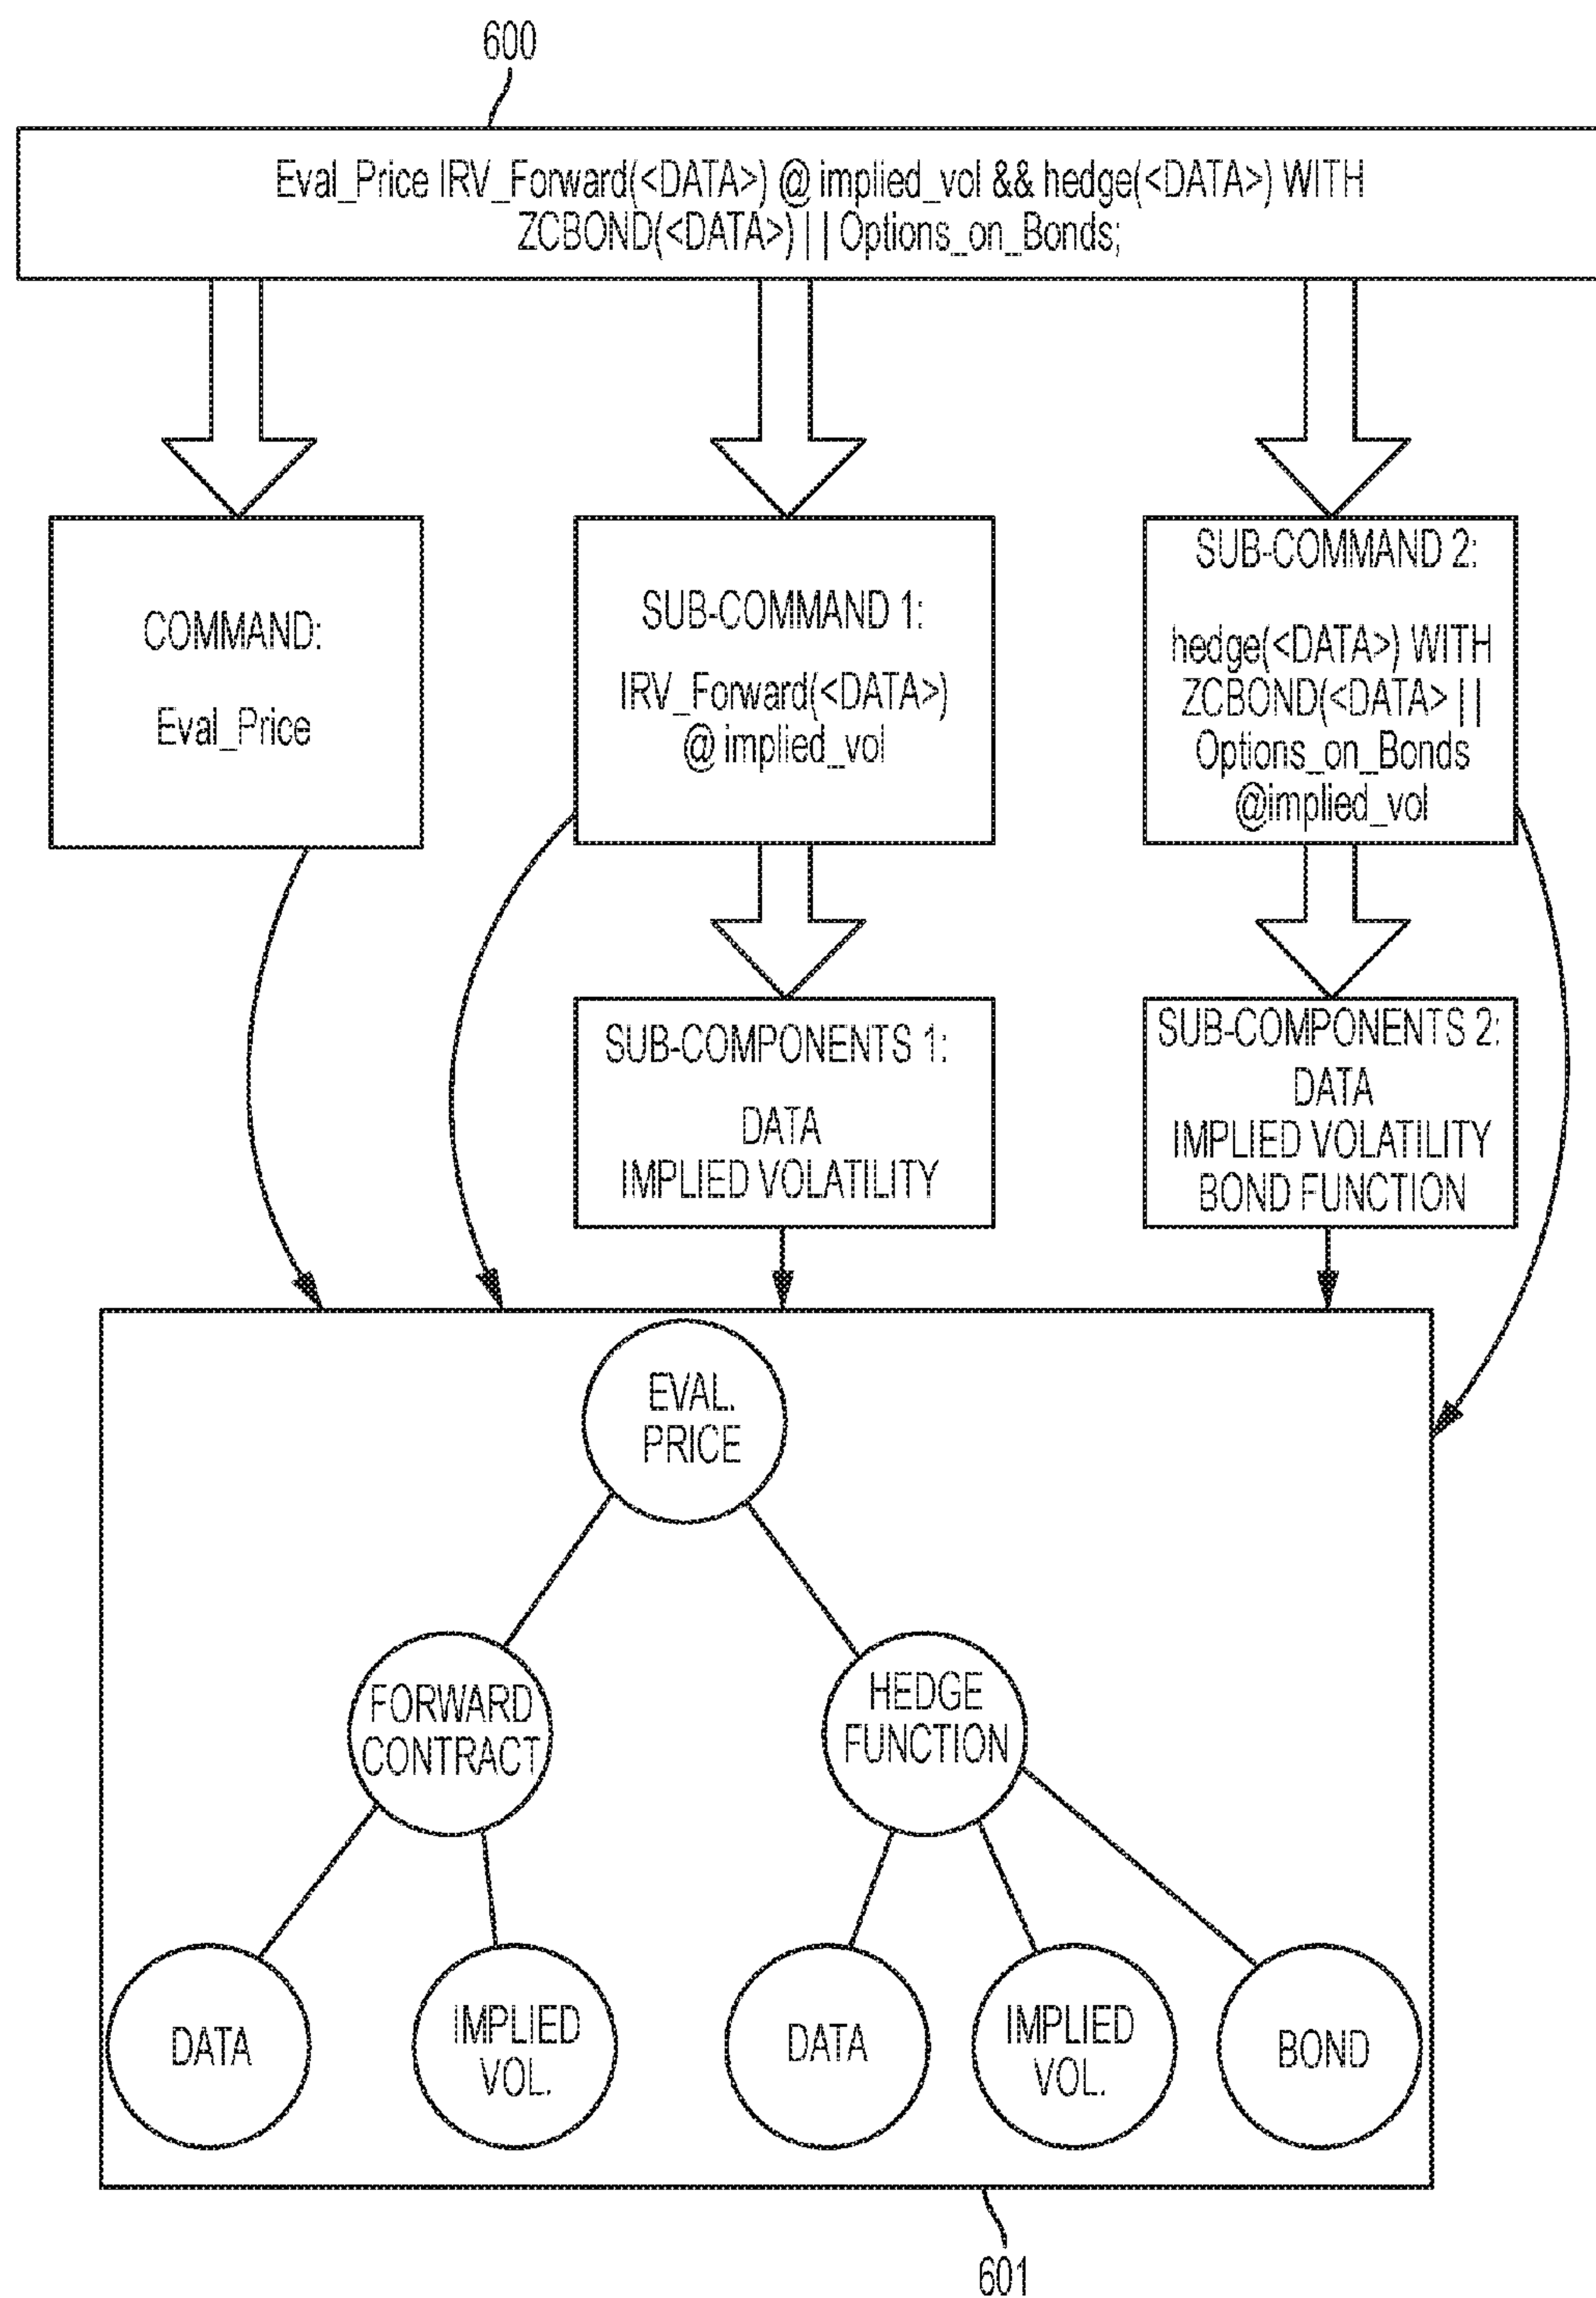 600
Eval_Price IRV_Forward(<DATA>) @ implied_vol && hedge(<DATA>) WITH
ZCBOND(<DATA>) || Options_on_Bonds;
COMMAND:
Eval_Price
SUB-COMMAND 1:
IRV_Forward(<DATA>)
@ implied_vol
SUB-COMMAND 2:
hedge(<DATA>) WITH
ZCBOND(<DATA> ||
Options_on_Bonds
@implied_vol
SUB-COMPONENTS 1:
DATA
IMPLIED VOLATILITY
SUB-COMPONENTS 2:
DATA
IMPLIED VOLATILITY
BOND FUNCTION
EVAL.
PRICE
FORWARD
CONTRACT
HEDGE
FUNCTION
DATA
IMPLIED
VOL.
DATA
IMPLIED
VOL.
BOND
601